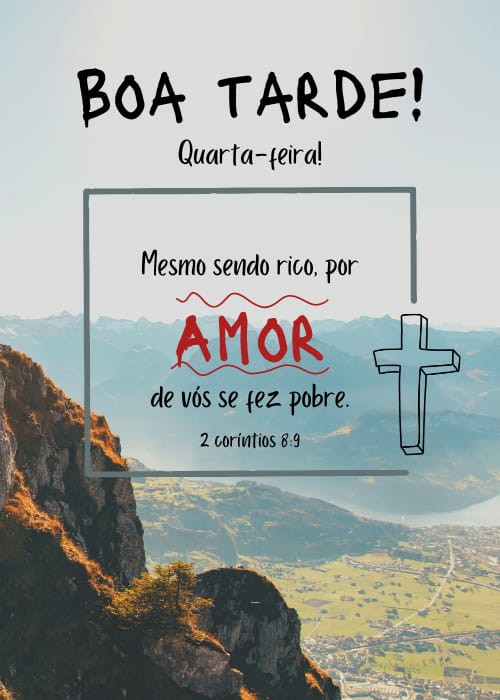 BOA TARDE!
Quarta-feira!
Mesmo sendo rico, por
AMOR
de vós se fez pobre.
2 coríntios 8:9